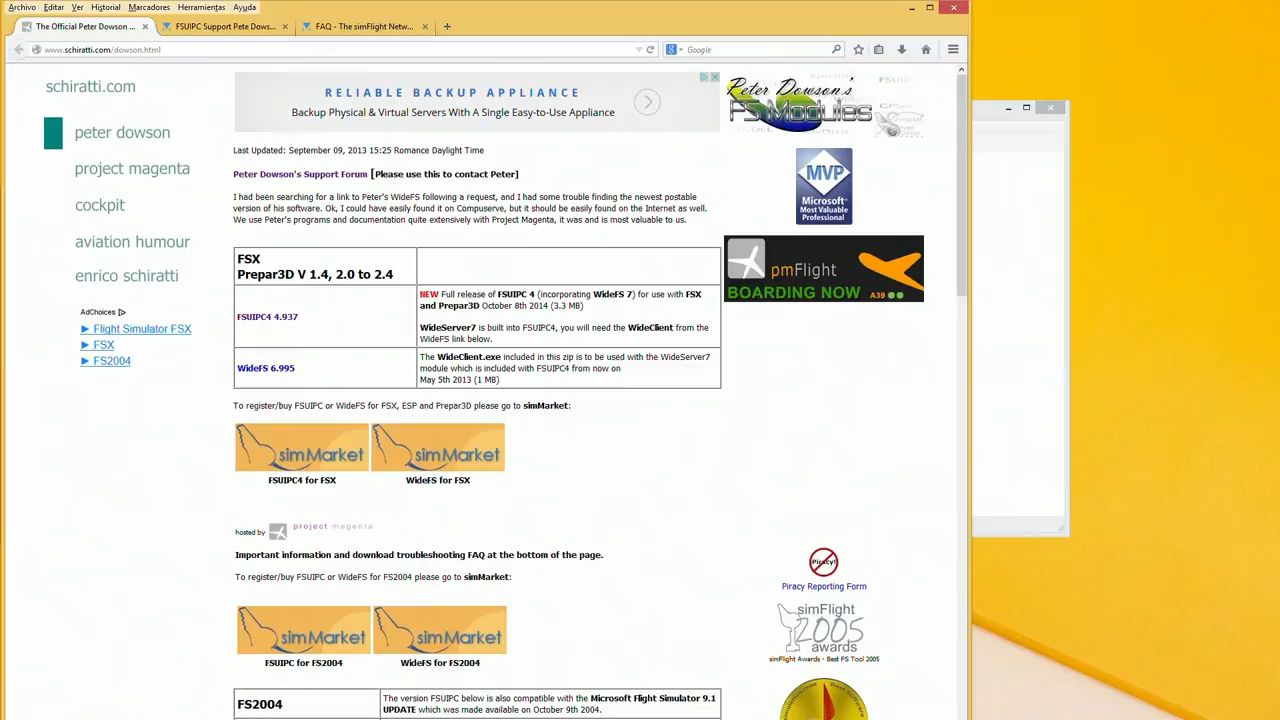 Archivo Editar Ver Historial Marcadores Herramientas Ayuda
The Official Peter Dowson ...
FSUIPC Support Pete Dows...
FAQ - The simFlight Netw...
www.schiratti.com/dowson.html
Google
schiratti.com
peter dowson
project magenta
cockpit
aviation humour
enrico schiratti
AdChoices
► Flight Simulator FSX
► FSX
► FS2004
RELIABLE BACKUP APPLIANCE
Backup Physical & Virtual Servers With A Single Easy-to-Use Appliance
Last Updated: September 09, 2013 15:25 Romance Daylight Time
Peter Dowson's Support Forum [Please use this to contact Peter]
I had been searching for a link to Peter's WideFS following a request, and I had some trouble finding the newest postable
version of his software. Ok, I could have easily found it on Compuserve, but it should be easily found on the Internet as well.
We use Peter's programs and documentation quite extensively with Project Magenta, it was and is most valuable to us.
FSX
Prepar3D V 1.4, 2.0 to 2.4
FSUIPC4 4.937
NEW Full release of FSUIPC 4 (incorporating WideFS 7) for use with FSX
and Prepar3D October 8th 2014 (3.3 MB)
WideServer7 is built into FSUIPC4, you will need the WideClient from the
WideFS link below.
WideFS 6.995
The WideClient.exe included in this zip is to be used with the WideServer7
module which is included with FSUIPC4 from now on
May 5th 2013 (1 MB)
To register/buy FSUIPC or WideFS for FSX, ESP and Prepar3D please go to simMarket:
simMarket simMarket
FSUIPC4 for FSX WideFS for FSX
hosted by project magenta
Important information and download troubleshooting FAQ at the bottom of the page.
To register/buy FSUIPC or WideFS for FS2004 please go to simMarket:
simMarket simMarket
FSUIPC for FS2004 WideFS for FS2004
FS2004
The version FSUIPC below is also compatible with the Microsoft Flight Simulator 9.1
UPDATE which was made available on October 9th 2004.
Peter Dowson's
FS Modules
MVP
Microsoft
Most Valuable
Professional
pmFlight
BOARDING NOW A39
Piracy!
Piracy Reporting Form
simFlight
2005
awards
simFlight Awards - Best FS Tool 2005